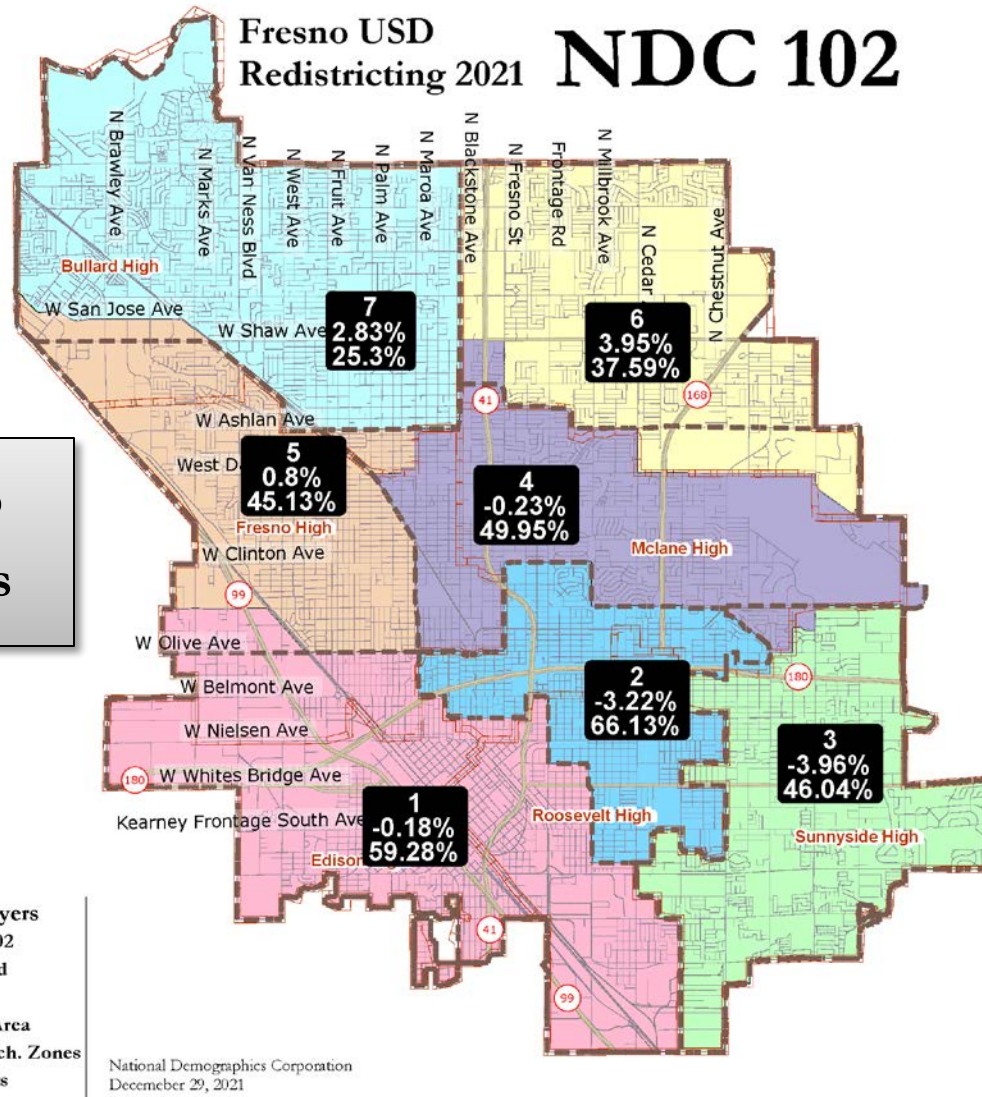 Fresno USD
Redistricting 2021
NDC 102
N Brawley Ave
N Marks Ave
N Van Ness Blvd
N West Ave
N Fruit Ave
N Palm Ave
N Maroa Ave
N Blackstone Ave
N Fresno St
Frontage Rd
N Millbrook Ave
N Cedar
N Chestnut Ave
Bullard High
W San Jose Ave
W Shaw Ave
7
2.83%
25.3%
6
3.95%
37.59%
41
168
W Ashlan Ave
West D
5
0.8%
45.13%
Fresno High
4
-0.23%
49.95%
Mclane High
W Clinton Ave
99
s
W Olive Ave
W Belmont Ave
W Nielsen Ave
180
W Whites Bridge Ave
2
-3.22%
66.13%
180
3
-3.96%
46.04%
Kearney Frontage South Ave
1
-0.18%
59.28%
Roosevelt High
Sunnyside High
Edison
41
99
yers
02
d
Area
ch. Zones
s
National Demographics Corporation
Decemeber 29, 2021